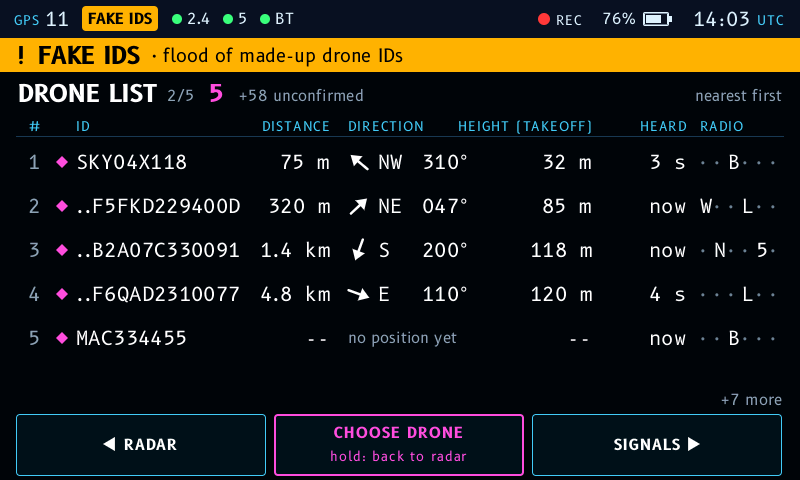 GPS 11 FAKE IDS 2.4 5 BT REC 76% 14:03 UTC
! FAKE IDS · flood of made-up drone IDs
DRONE LIST 2/5 5 +58 unconfirmed nearest first
# ID DISTANCE DIRECTION HEIGHT (TAKEOFF) HEARD RADIO
1 SKY04X118 75 m NW 310° 32 m 3 s · · B · · ·
2 ..F5FKD229400D 320 m NE 047° 85 m now W · · L · ·
3 ..B2A07C330091 1.4 km S 200° 118 m now · N · · 5 ·
4 ..F6QAD2310077 4.8 km E 110° 120 m 4 s · · · L · ·
5 MAC334455 -- no position yet -- now · · B · · ·
+7 more
◀ RADAR CHOOSE DRONE SIGNALS ▶
hold: back to radar